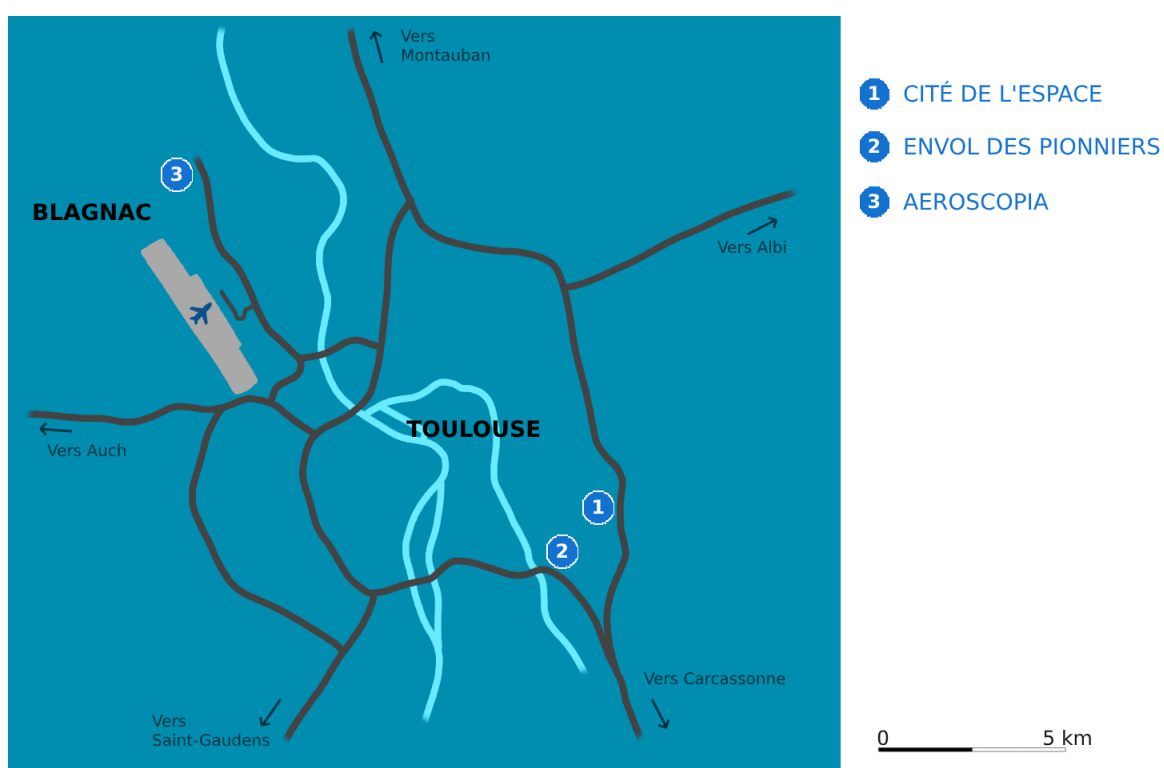 Vers
Montauban
3
BLAGNAC
Vers Albi
TOULOUSE
Vers Auch
1
2
Vers Carcassonne
Vers
Saint-Gaudens
1 CITÉ DE L'ESPACE
2 ENVOL DES PIONNIERS
3 AEROSCOPIA
0 5 km